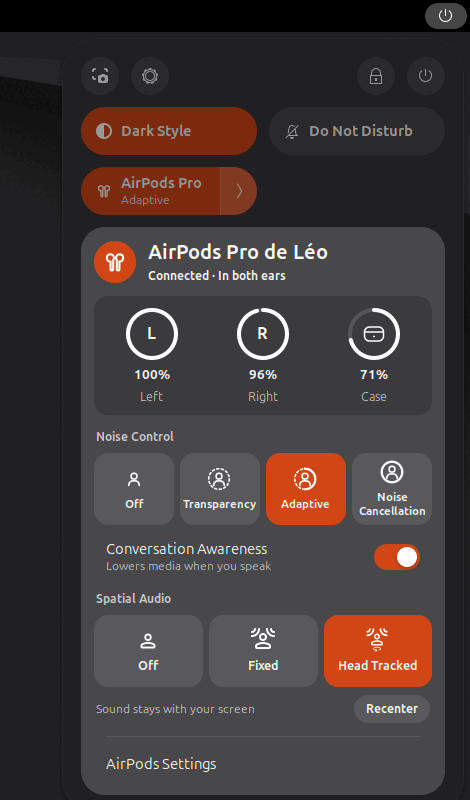 Dark Style
Do Not Disturb
AirPods Pro
Adaptive
AirPods Pro de Léo
Connected · In both ears
L
R
100%
96%
71%
Left
Right
Case
Noise Control
Off
Transparency
Adaptive
Noise
Cancellation
Conversation Awareness
Lowers media when you speak
Spatial Audio
Off
Fixed
Head Tracked
Sound stays with your screen
Recenter
AirPods Settings